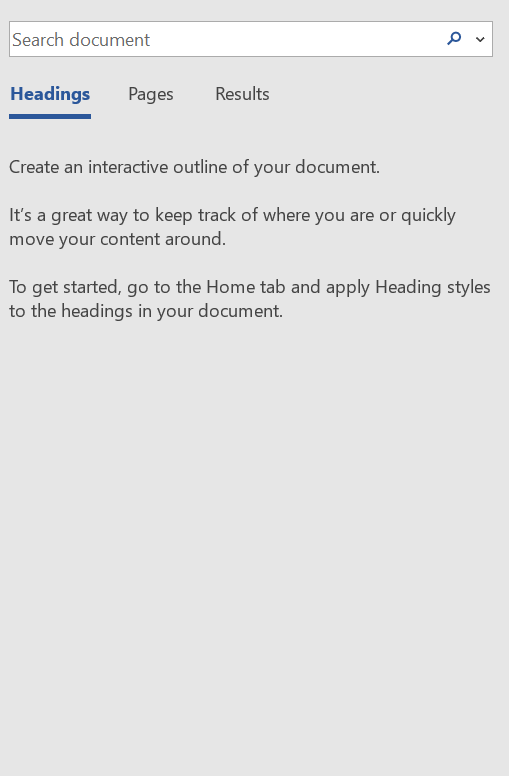 Search document
Headings Pages Results
Create an interactive outline of your document.
It's a great way to keep track of where you are or quickly
move your content around.
To get started, go to the Home tab and apply Heading styles
to the headings in your document.